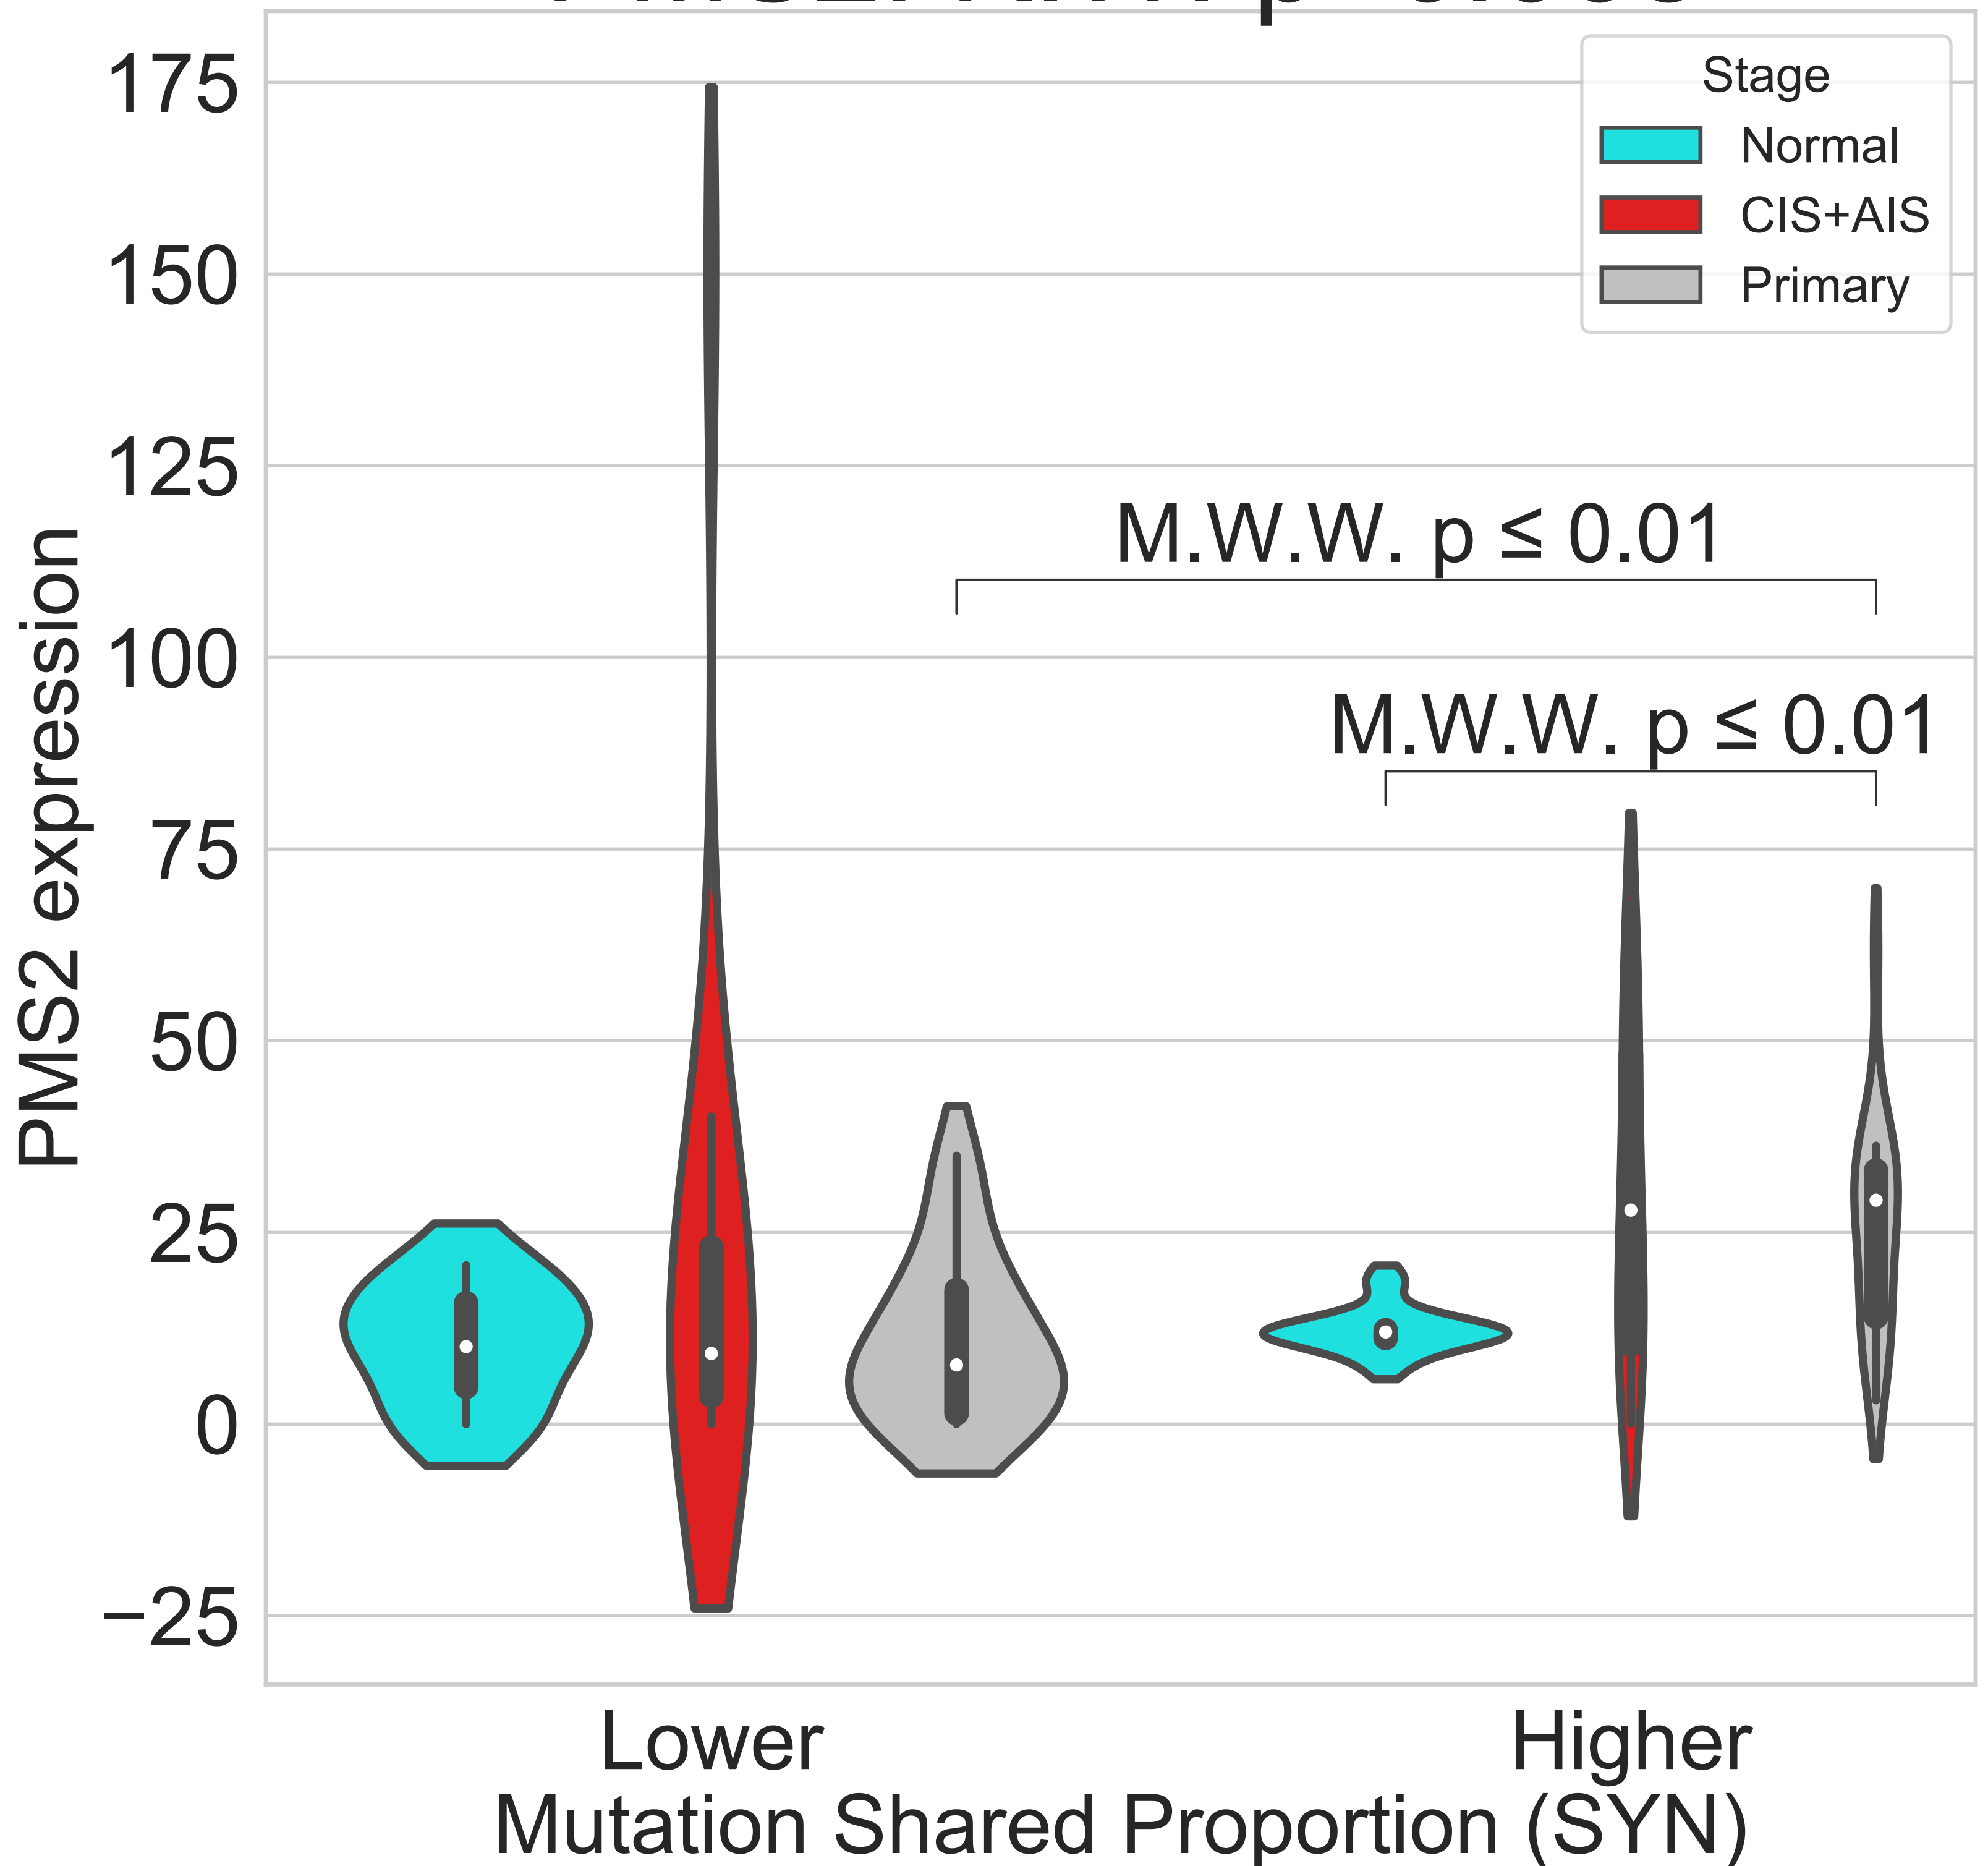 Stage
Normal
CIS+AIS
Primary
175
150
125
100
75
50
25
0
−25
PMS2 expression
M.W.W. p ≤ 0.01
M.W.W. p ≤ 0.01
Lower
Higher
Mutation Shared Proportion (SYN)